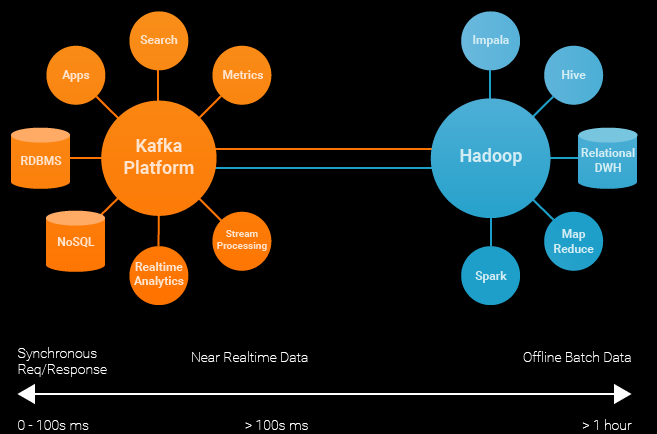 Search
Apps
Metrics
Kafka
Platform
RDBMS
NoSQL
Realtime
Analytics
Stream
Processing
Impala
Hive
Hadoop
Relational
DWH
Map
Reduce
Spark
Synchronous
Req/Response
Near Realtime Data
Offline Batch Data
0 - 100s ms
> 100s ms
> 1 hour